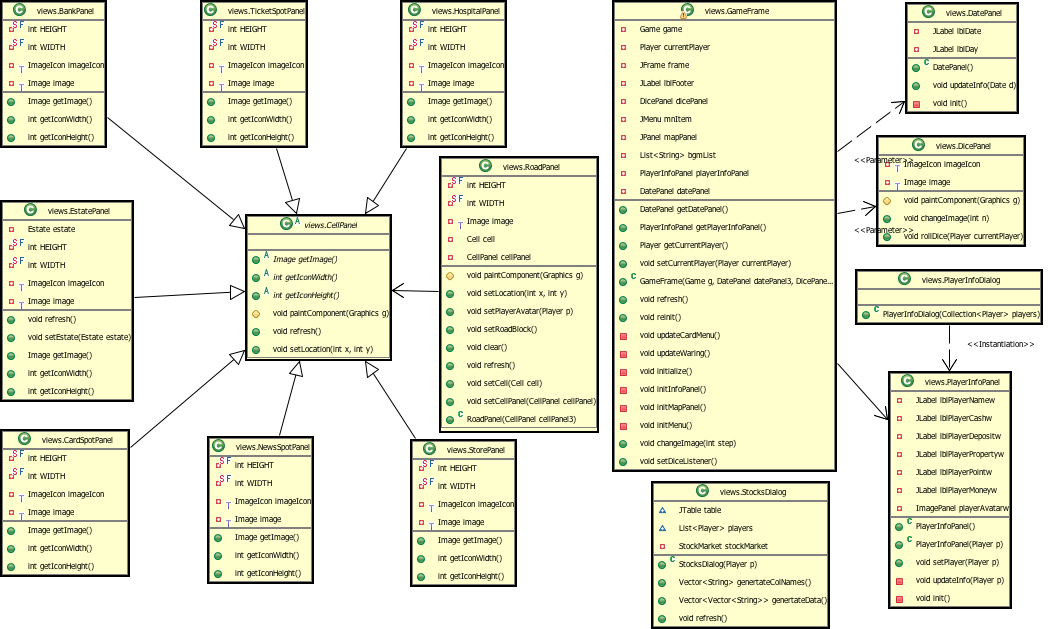 views.BankPanel
int HEIGHT
int WIDTH
ImageIcon imageIcon
Image image
Image getImage()
int getIconWidth()
int getIconHeight()
views.TicketSpotPanel
int HEIGHT
int WIDTH
ImageIcon imageIcon
Image image
Image getImage()
int getIconWidth()
int getIconHeight()
views.HospitalPanel
int HEIGHT
int WIDTH
ImageIcon imageIcon
Image image
Image getImage()
int getIconWidth()
int getIconHeight()
views.GameFrame
Game game
Player currentPlayer
JFrame frame
JLabel lblFooter
DicePanel dicePanel
JMenu mnItem
JPanel mapPanel
List<String> bgmList
PlayerInfoPanel playerInfoPanel
DatePanel datePanel
DatePanel getDatePanel()
PlayerInfoPanel getPlayerInfoPanel()
Player getCurrentPlayer()
void setCurrentPlayer(Player currentPlayer)
GameFrame(Game g, DatePanel datePanel3, DicePane...
void refresh()
void reinit()
void updateCardMenu()
void updateWaring()
void initialize()
void initInfoPanel()
void initMapPanel()
void initMenu()
void changeImage(int step)
void setDiceListener()
views.DatePanel
JLabel lblDate
JLabel lblDay
DatePanel()
void updateInfo(Date d)
void init()
<<Parameter>>
views.DicePanel
ImageIcon imageIcon
Image image
void paintComponent(Graphics g)
void changeImage(int n)
void rollDice(Player currentPlayer)
<<Parameter>>
views.RoadPanel
int HEIGHT
int WIDTH
Image image
Cell cell
CellPanel cellPanel
void paintComponent(Graphics g)
void setLocation(int x, int y)
void setPlayerAvatar(Player p)
void setRoadBlock()
void clear()
void refresh()
void setCell(Cell cell)
void setCellPanel(CellPanel cellPanel)
RoadPanel(CellPanel cellPanel3)
views.EstatePanel
Estate estate
int HEIGHT
int WIDTH
ImageIcon imageIcon
Image image
void refresh()
void setEstate(Estate estate)
Image getImage()
int getIconWidth()
int getIconHeight()
views.CellPanel
Image getImage()
int getIconWidth()
int getIconHeight()
void paintComponent(Graphics g)
void refresh()
void setLocation(int x, int y)
views.PlayerInfoDialog
PlayerInfoDialog(Collection<Player> players)
<<Instantiation>>
views.PlayerInfoPanel
JLabel lblPlayerNamew
JLabel lblPlayerCashw
JLabel lblPlayerDepositw
JLabel lblPlayerPropertyw
JLabel lblPlayerPointw
JLabel lblPlayerMoneyw
ImagePanel playerAvatarw
PlayerInfoPanel()
PlayerInfoPanel(Player p)
void setPlayer(Player p)
void updateInfo(Player p)
void init()
views.CardSpotPanel
int HEIGHT
int WIDTH
ImageIcon imageIcon
Image image
Image getImage()
int getIconWidth()
int getIconHeight()
views.NewsSpotPanel
int HEIGHT
int WIDTH
ImageIcon imageIcon
Image image
Image getImage()
int getIconWidth()
int getIconHeight()
views.StorePanel
int HEIGHT
int WIDTH
ImageIcon imageIcon
Image image
Image getImage()
int getIconWidth()
int getIconHeight()
views.StocksDialog
JTable table
List<Player> players
StockMarket stockMarket
StocksDialog(Player p)
Vector<String> genertateColNames()
Vector<Vector<String>> genertateData()
void refresh()